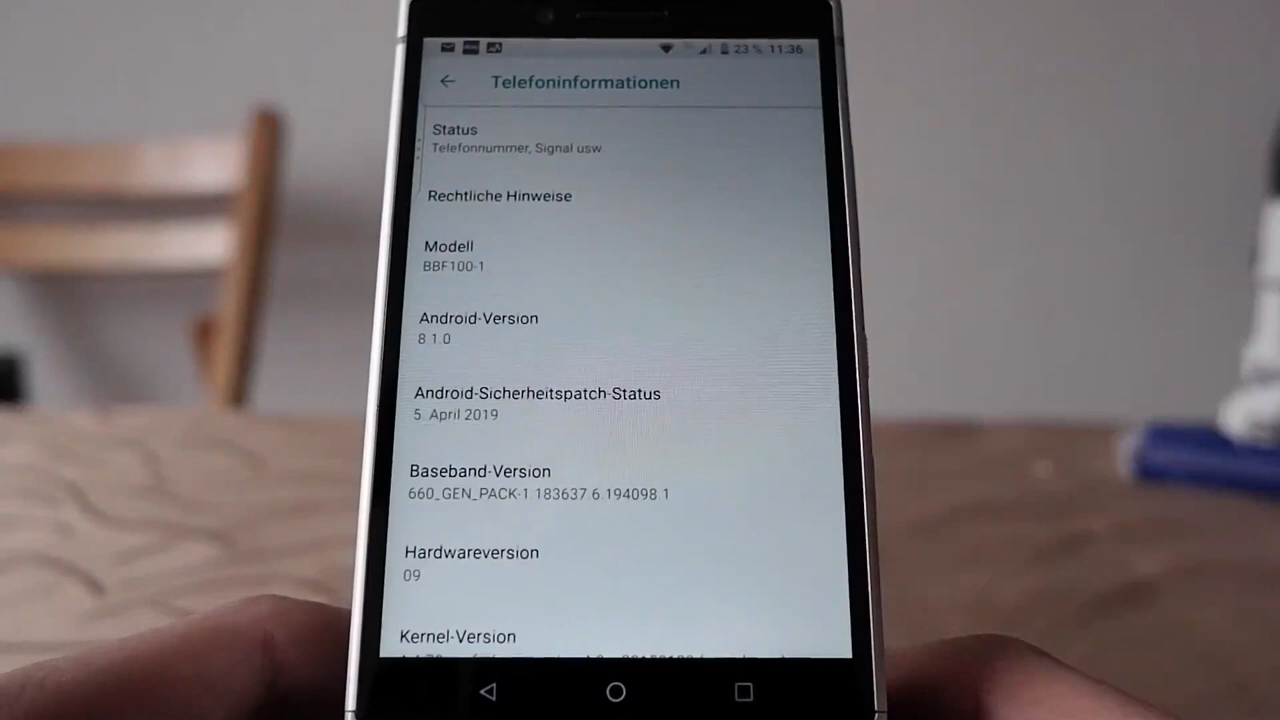 23 % 11:36
Telefoninformationen
Status
Telefonnummer, Signal usw
Rechtliche Hinweise
Modell
BBF100-1
Android-Version
8 1.0
Android-Sicherheitspatch-Status
5. April 2019
Baseband-Version
660_GEN_PACK-1 183637.6.194098.1
Hardwareversion
09
Kernel-Version